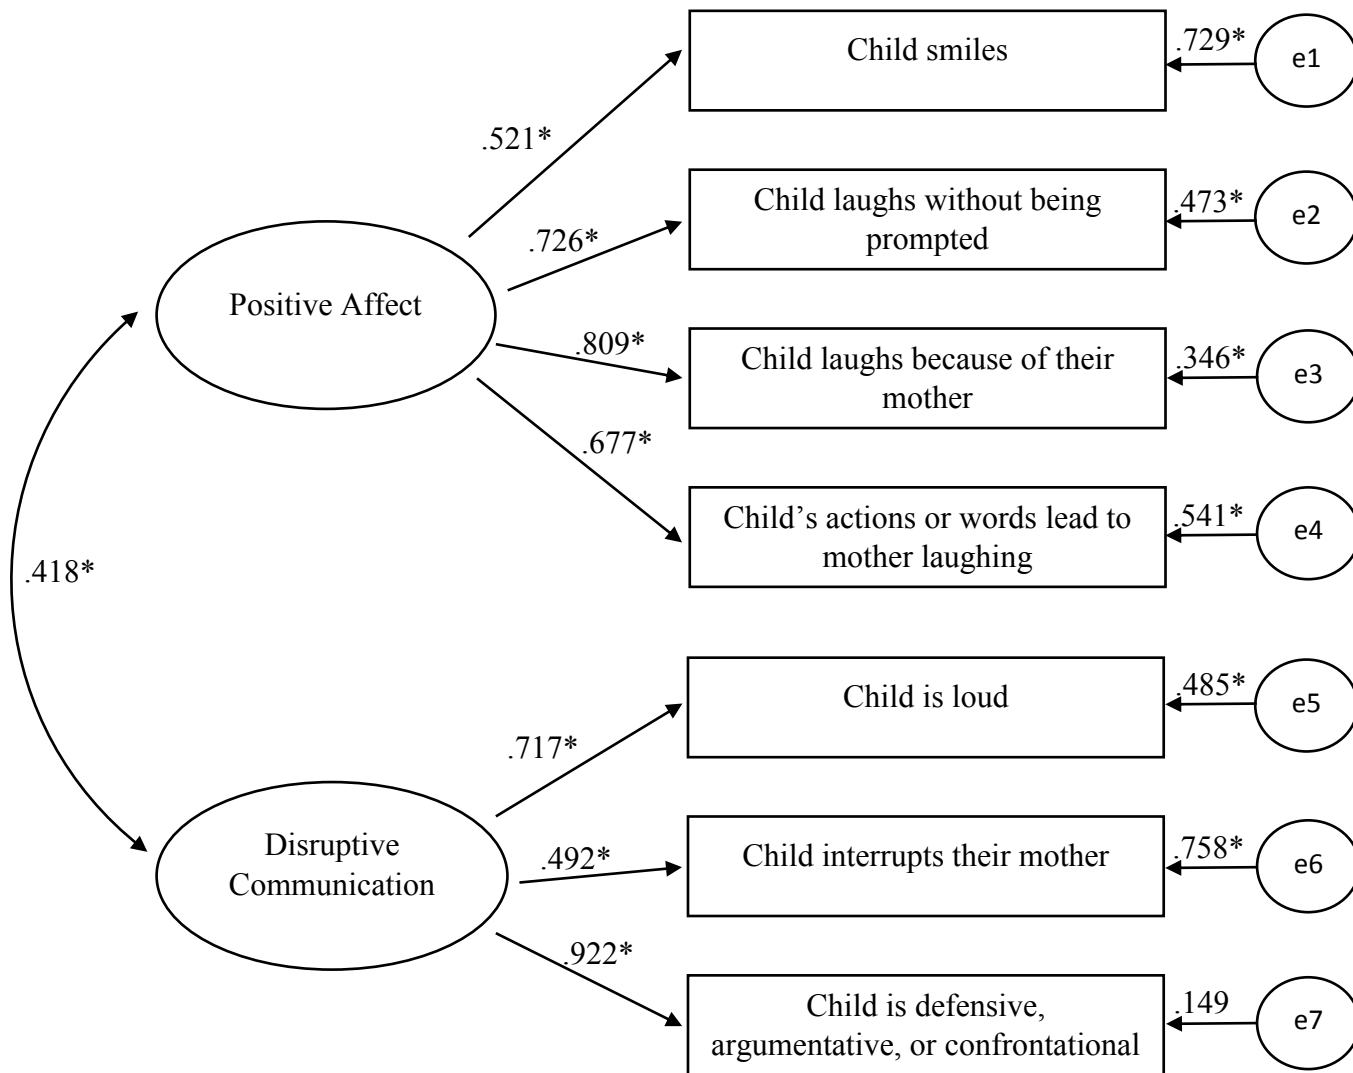 Child smiles
.729*
e1
.521*
Child laughs without being
prompted
.473*
e2
.726*
Positive Affect
Child laughs because of their
mother
.346*
e3
.809*
.677*
Child’s actions or words lead to
mother laughing
.541*
e4
.418*
Child is loud
.485*
e5
.717*
Disruptive
Communication
.492*
Child interrupts their mother
.758*
e6
.922*
Child is defensive,
argumentative, or confrontational
.149
e7